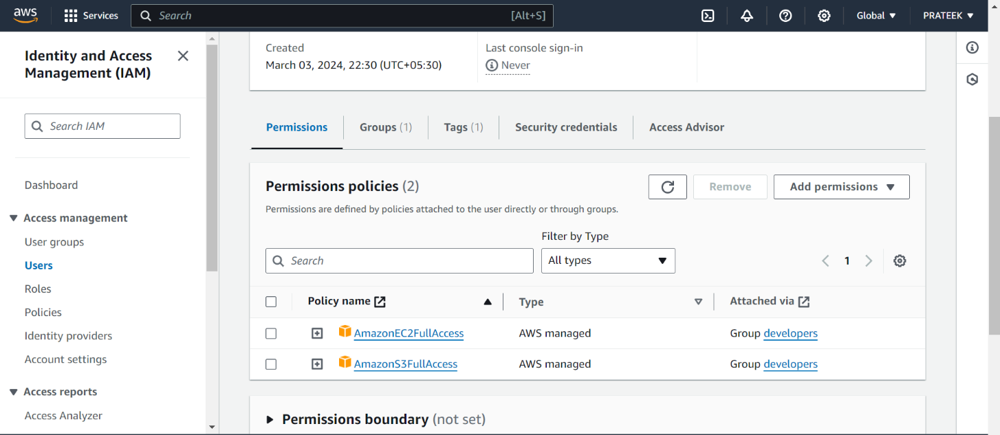 aws
Services
Search
[Alt+S]
Global
PRATEEK
Identity and Access
Management (IAM)
Search IAM
Dashboard
Access management
User groups
Users
Roles
Policies
Identity providers
Account settings
Access reports
Access Analyzer
Created
March 03, 2024, 22:30 (UTC+05:30)
Last console sign-in
Never
Permissions
Groups (1)
Tags (1)
Security credentials
Access Advisor
Permissions policies (2)
Remove
Add permissions
Permissions are defined by policies attached to the user directly or through groups.
Filter by Type
Search
All types
1
Policy name
Type
Attached via
AmazonEC2FullAccess
AWS managed
Group developers
AmazonS3FullAccess
AWS managed
Group developers
Permissions boundary (not set)